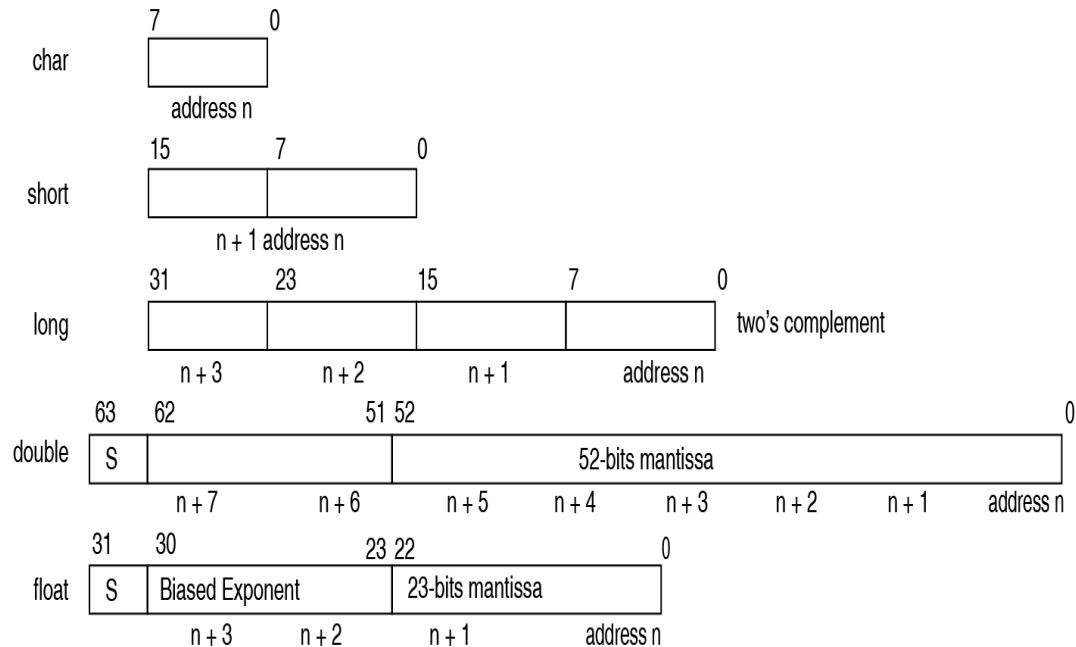 7 0
char
address n
15 7 0
short
n + 1 address n
31 23 15 7 0
long two's complement
n + 3 n + 2 n + 1 address n
63 62 51 52 0
double S 52-bits mantissa
n + 7 n + 6 n + 5 n + 4 n + 3 n + 2 n + 1 address n
31 30 23 22 0
float S Biased Exponent 23-bits mantissa
n + 3 n + 2 n + 1 address n